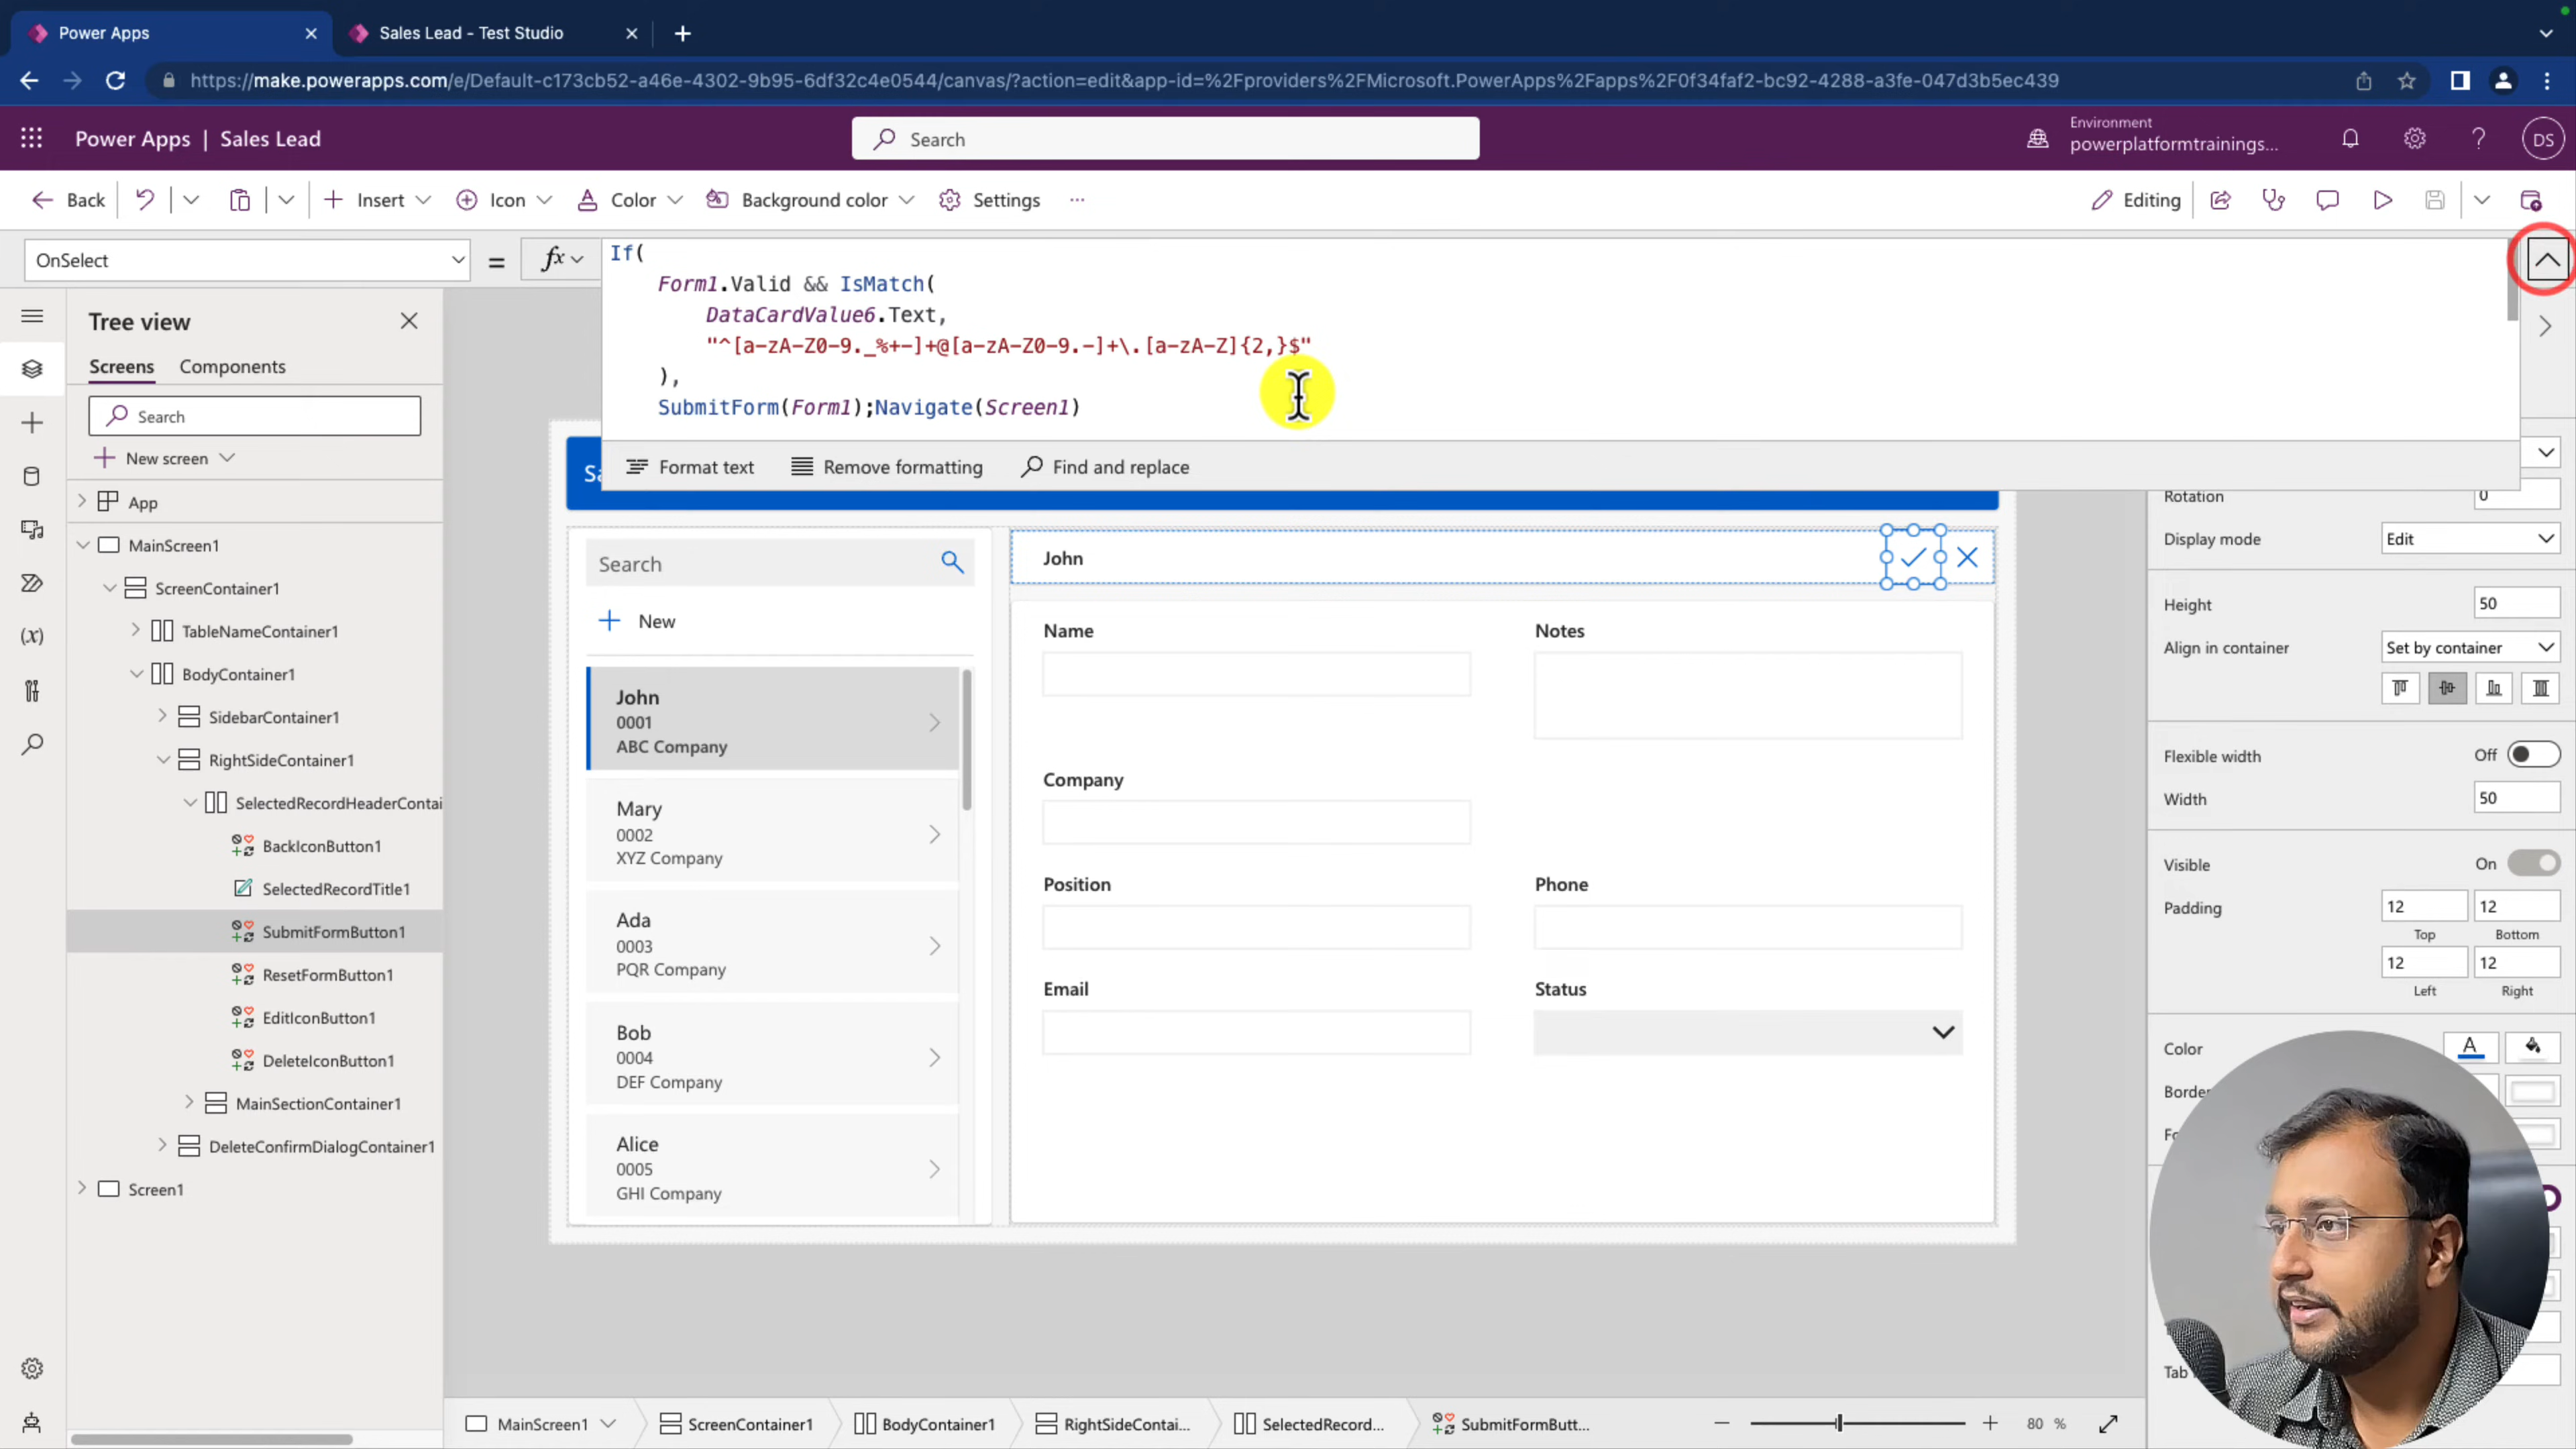 Power Apps
Sales Lead - Test Studio
https://make.powerapps.com/e/Default-c173cb52-a46e-4302-9b95-6df32c4e0544/canvas/?action=edit&app-id=%2Fproviders%2FMicrosoft.PowerApps%2Fapps%2F0f34faf2-bc92-4288-a3fe-047d3b5ec439
Power Apps | Sales Lead
Search
Environment
powerplatformtrainings...
DS
Back
Insert
Icon
Color
Background color
Settings
...
Editing
OnSelect
=
fx
If(
Form1.Valid && IsMatch(
DataCardValue6.Text,
"^[a-zA-Z0-9._%+-]+@[a-zA-Z0-9.-]+\.[a-zA-Z]{2,}$"
),
SubmitForm(Form1);Navigate(Screen1)
Format text
Remove formatting
Find and replace
Tree view
Screens
Components
Search
New screen
App
MainScreen1
ScreenContainer1
TableNameContainer1
BodyContainer1
SidebarContainer1
RightSideContainer1
SelectedRecordHeaderContai
BackIconButton1
SelectedRecordTitle1
SubmitFormButton1
ResetFormButton1
EditIconButton1
DeleteIconButton1
MainSectionContainer1
DeleteConfirmDialogContainer1
Screen1
Search
New
John
0001
ABC Company
Mary
0002
XYZ Company
Ada
0003
PQR Company
Bob
0004
DEF Company
Alice
0005
GHI Company
John
Name
Notes
Company
Position
Phone
Email
Status
Rotation
0
Display mode
Edit
Height
50
Align in container
Set by container
Flexible width
Off
Width
50
Visible
On
Padding
12
12
Top
Bottom
12
12
Left
Right
Color
A
Border
Tab
MainScreen1
ScreenContainer1
BodyContainer1
RightSideContai...
SelectedRecord...
SubmitFormButt...
80 %